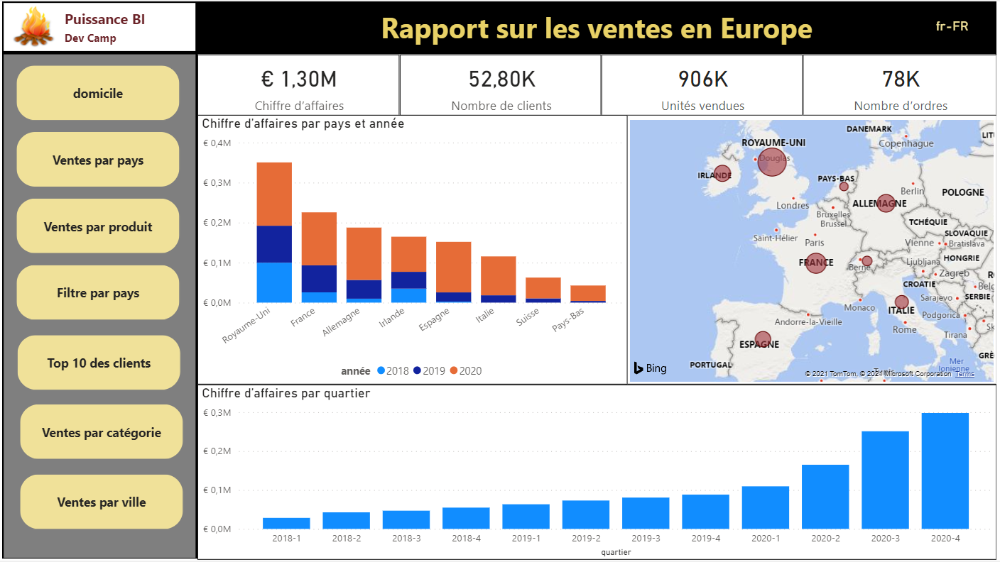 Puissance BI
Dev Camp
Rapport sur les ventes en Europe
fr-FR
domicile
Ventes par pays
Ventes par produit
Filtre par pays
Top 10 des clients
Ventes par catégorie
Ventes par ville
€ 1,30M
Chiffre d’affaires
52,80K
Nombre de clients
906K
Unités vendues
78K
Nombre d’ordres
Chiffre d’affaires par pays et année
€ 0,4M
€ 0,3M
€ 0,2M
€ 0,1M
€ 0,0M
Royaume-Uni
France
Allemagne
Irlande
Espagne
Italie
Suisse
Pays-Bas
année 2018 2019 2020
DANEMARK
Copenhague
ROYAUME-UNI
Douglas
IRLANDE
PAYS-BAS
Berlin
POLOGNE
Londres
ALLEMAGNE
Bruxelles
Brussel
TCHÉQUIE
Saint-Hélier
Paris
SLOVAQUIE
Vienne
Bratislava
FRANCE
Berne
HONGRIE
Ljubljana
Zagreb
CROATIE
SERBIE
Monaco
Sarajevo
ITALIE
Podgorica
Andorre-la-Vieille
Rome
Tirana
ESPAGNE
PORTUGAL
Mer
Ionienne
Bing
© 2021 TomTom, © 2021 Microsoft Corporation Terms
Chiffre d’affaires par quartier
€ 0,3M
€ 0,2M
€ 0,1M
€ 0,0M
2018-1 2018-2 2018-3 2018-4 2019-1 2019-2 2019-3 2019-4 2020-1 2020-2 2020-3 2020-4
quartier